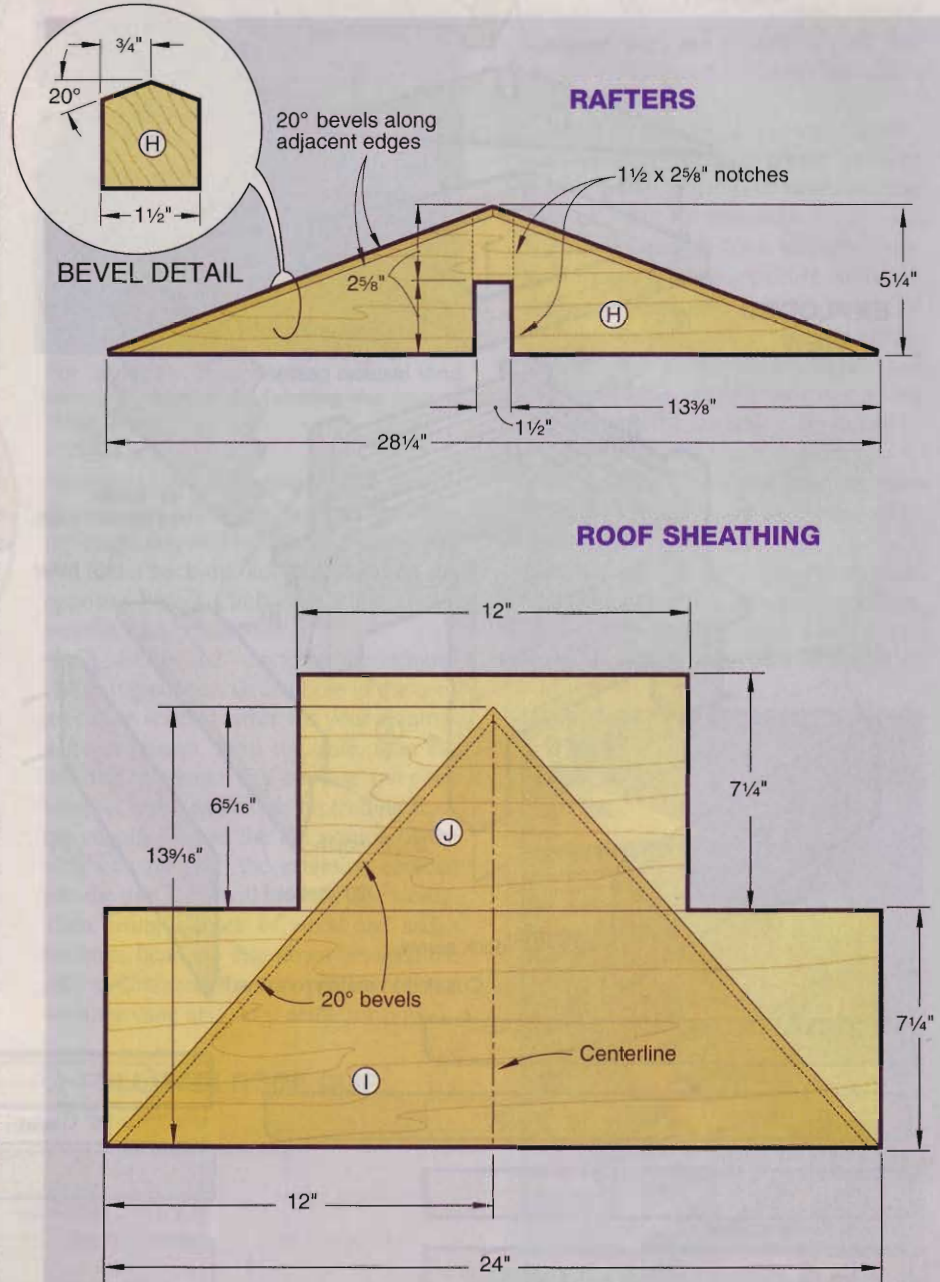 3/4"
20°
H
1 1/2"
BEVEL DETAIL
RAFTERS
20° bevels along
adjacent edges
1 1/2 x 2 5/8" notches
2 5/8"
5 1/4"
H
13 3/8"
1 1/2"
28 1/4"
ROOF SHEATHING
12"
7 1/4"
6 5/16"
13 9/16"
J
20° bevels
7 1/4"
Centerline
I
12"
24"